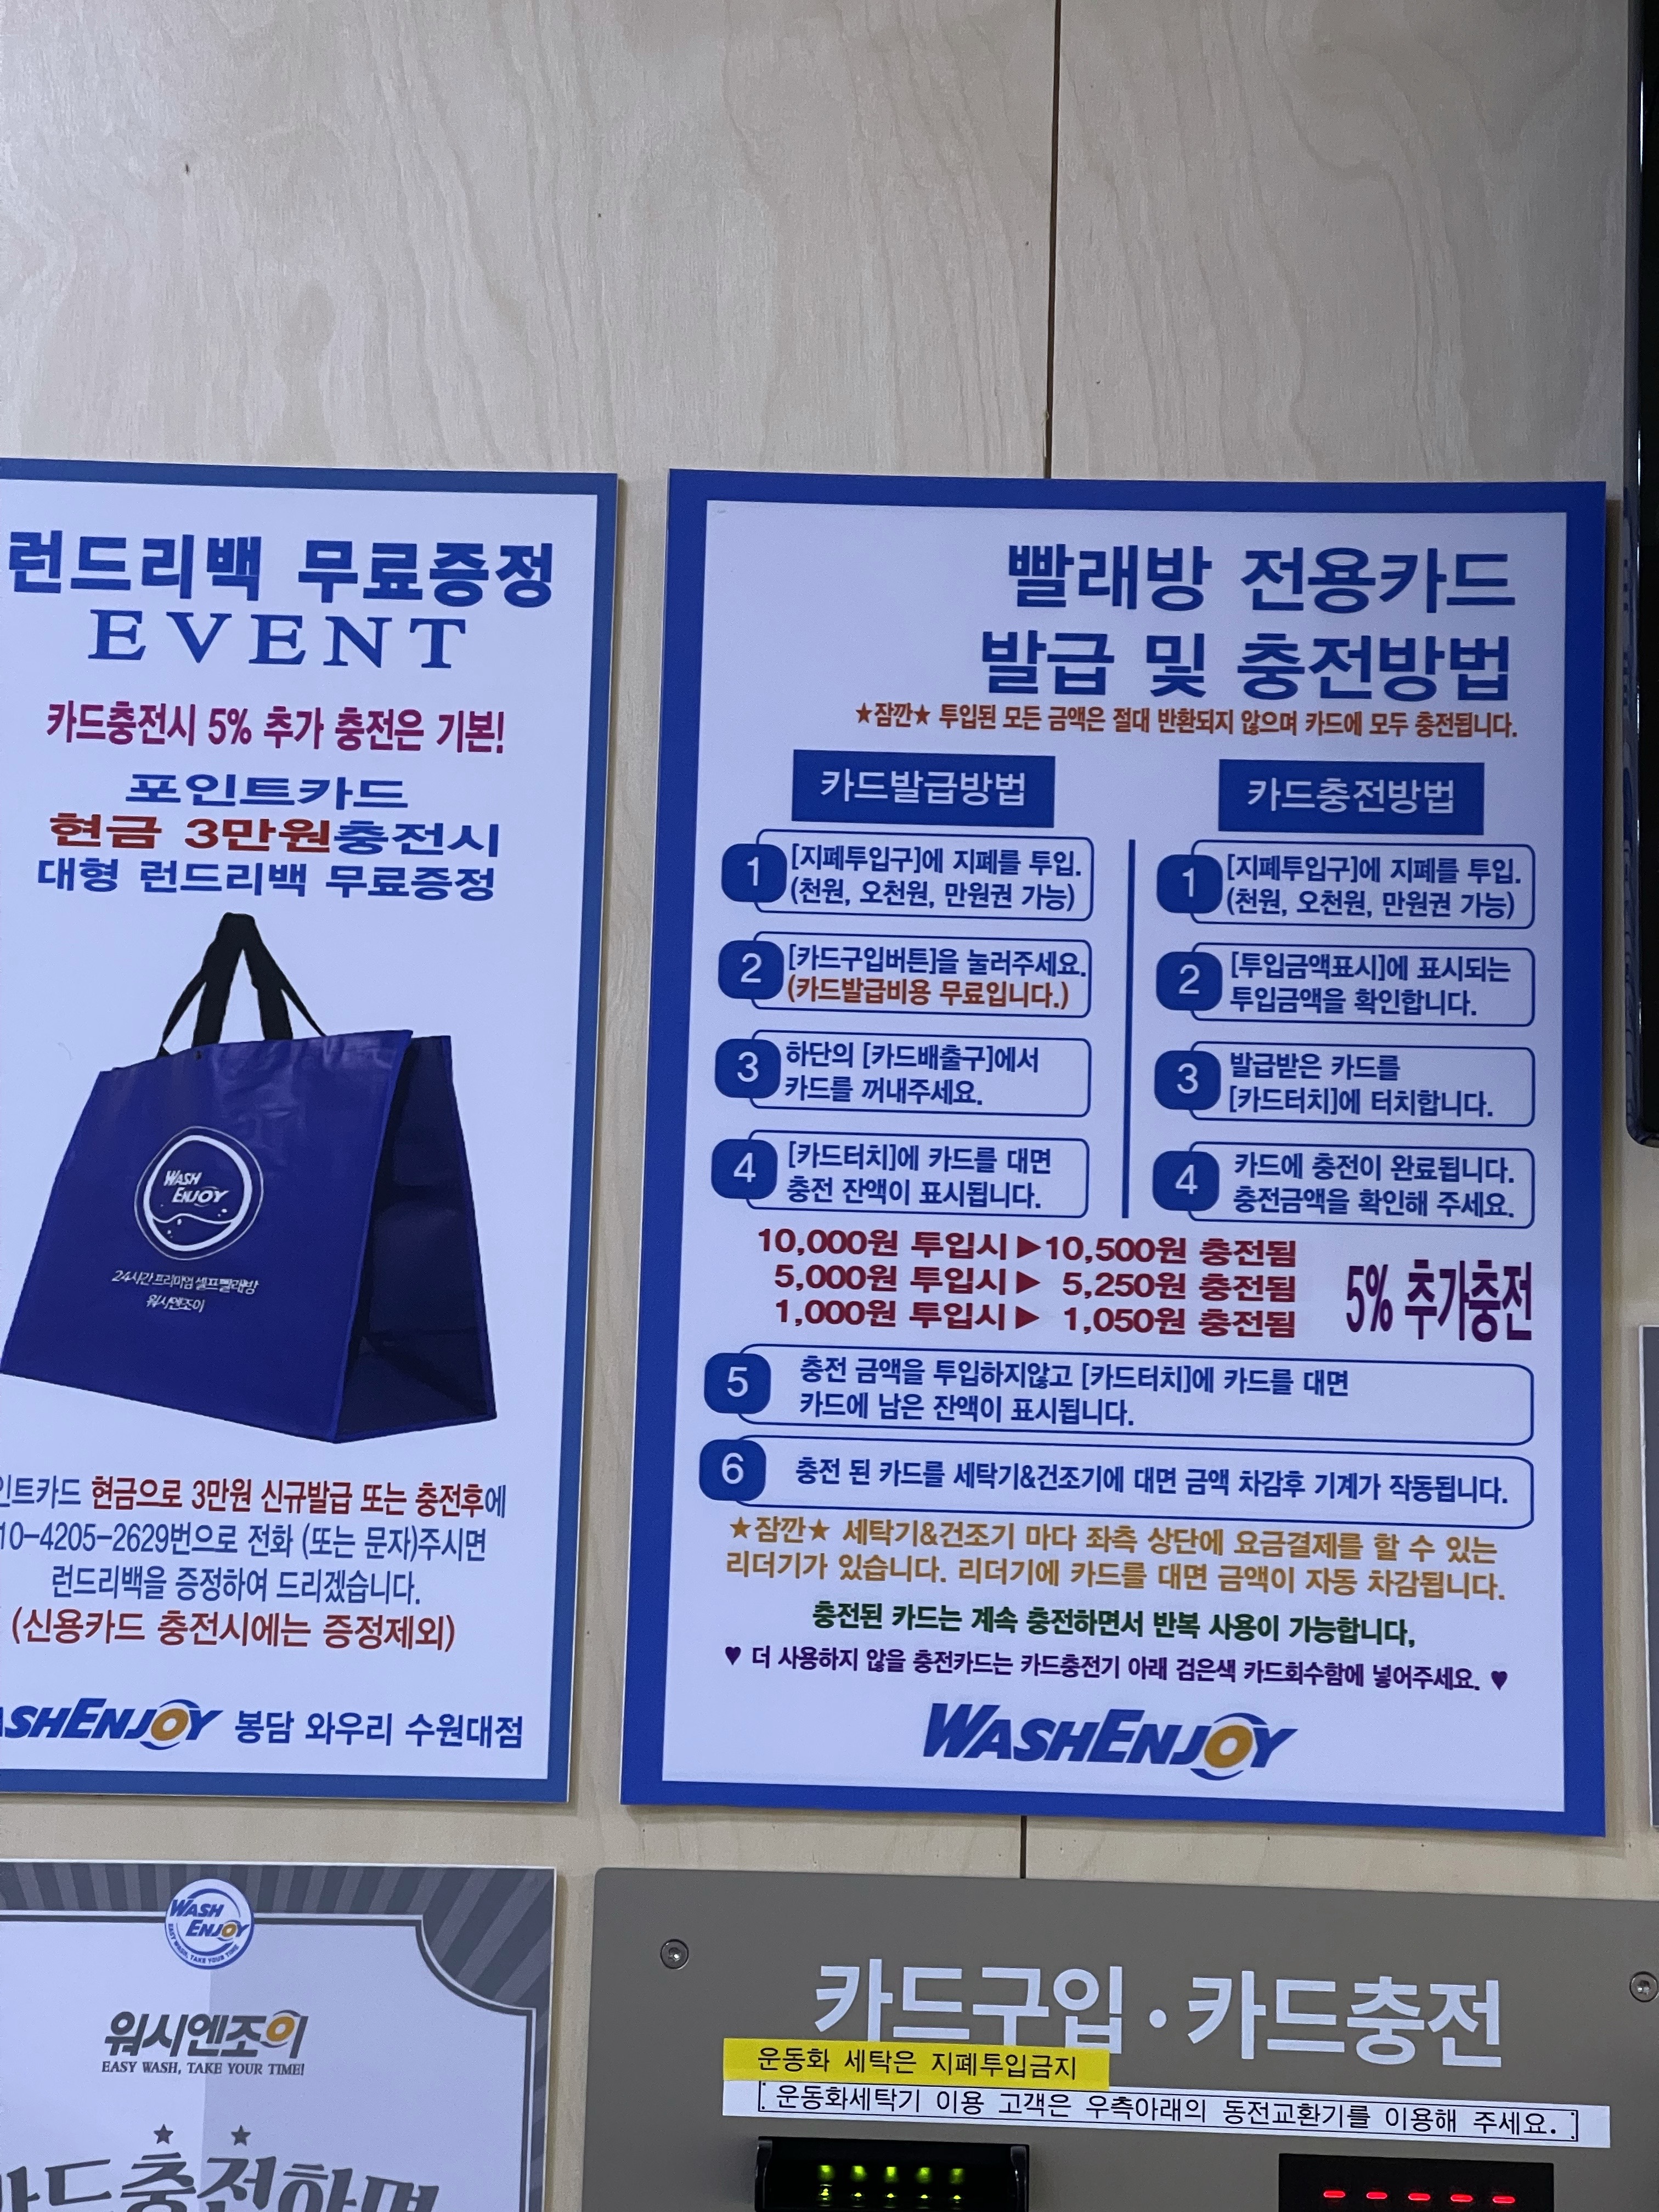 런드리백 무료증정
EVENT
카드충전시 5% 추가 충전은 기본!
포인트카드
현금 3만원충전시
대형 런드리백 무료증정
WASH
ENJOY
24시간 프리미엄 셀프빨래방
워시엔조이
인트카드 현금으로 3만원 신규발급 또는 충전후에
10-4205-2629번으로 전화 (또는 문자)주시면
런드리백을 증정하여 드리겠습니다.
(신용카드 충전시에는 증정제외)
ASHENJOY 봉담 와우리 수원대점
빨래방 전용카드
발급 및 충전방법
★잠깐★ 투입된 모든 금액은 절대 반환되지 않으며 카드에 모두 충전됩니다.
카드발급방법
1 [지폐투입구]에 지폐를 투입.
(천원, 오천원, 만원권 가능)
2 [카드구입버튼]을 눌러주세요.
(카드발급비용 무료입니다.)
3 하단의 [카드배출구]에서
카드를 꺼내주세요.
4 [카드터치]에 카드를 대면
충전 잔액이 표시됩니다.
카드충전방법
1 [지폐투입구]에 지폐를 투입.
(천원, 오천원, 만원권 가능)
2 [투입금액표시]에 표시되는
투입금액을 확인합니다.
3 발급받은 카드를
[카드터치]에 터치합니다.
4 카드에 충전이 완료됩니다.
충전금액을 확인해 주세요.
10,000원 투입시 ▶10,500원 충전됨
5,000원 투입시 ▶ 5,250원 충전됨
1,000원 투입시 ▶ 1,050원 충전됨
5% 추가충전
5 충전 금액을 투입하지않고 [카드터치]에 카드를 대면
카드에 남은 잔액이 표시됩니다.
6 충전 된 카드를 세탁기&건조기에 대면 금액 차감후 기계가 작동됩니다.
★잠깐★ 세탁기&건조기 마다 좌측 상단에 요금결제를 할 수 있는
리더기가 있습니다. 리더기에 카드를 대면 금액이 자동 차감됩니다.
충전된 카드는 계속 충전하면서 반복 사용이 가능합니다,
♥ 더 사용하지 않을 충전카드는 카드충전기 아래 검은색 카드회수함에 넣어주세요. ♥
WASHENJOY
WASH
ENJOY
EASY WASH, TAKE YOUR TIME
워시엔조이
EASY WASH, TAKE YOUR TIME!
카드충전하면
카드구입·카드충전
운동화 세탁은 지폐투입금지
[운동화세탁기 이용 고객은 우측아래의 동전교환기를 이용해 주세요.]